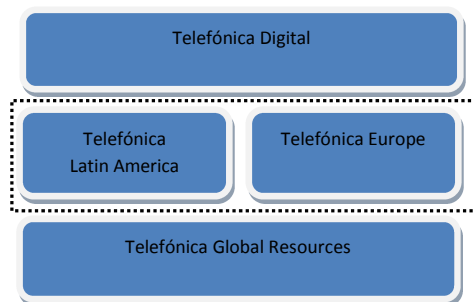 Telefónica Digital
Telefónica
Latin America
Telefónica Europe
Telefónica Global Resources